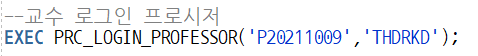 --교수 로그인 프로시저
EXEC PRC_LOGIN_PROFESSOR('P20211009','THDRKD');